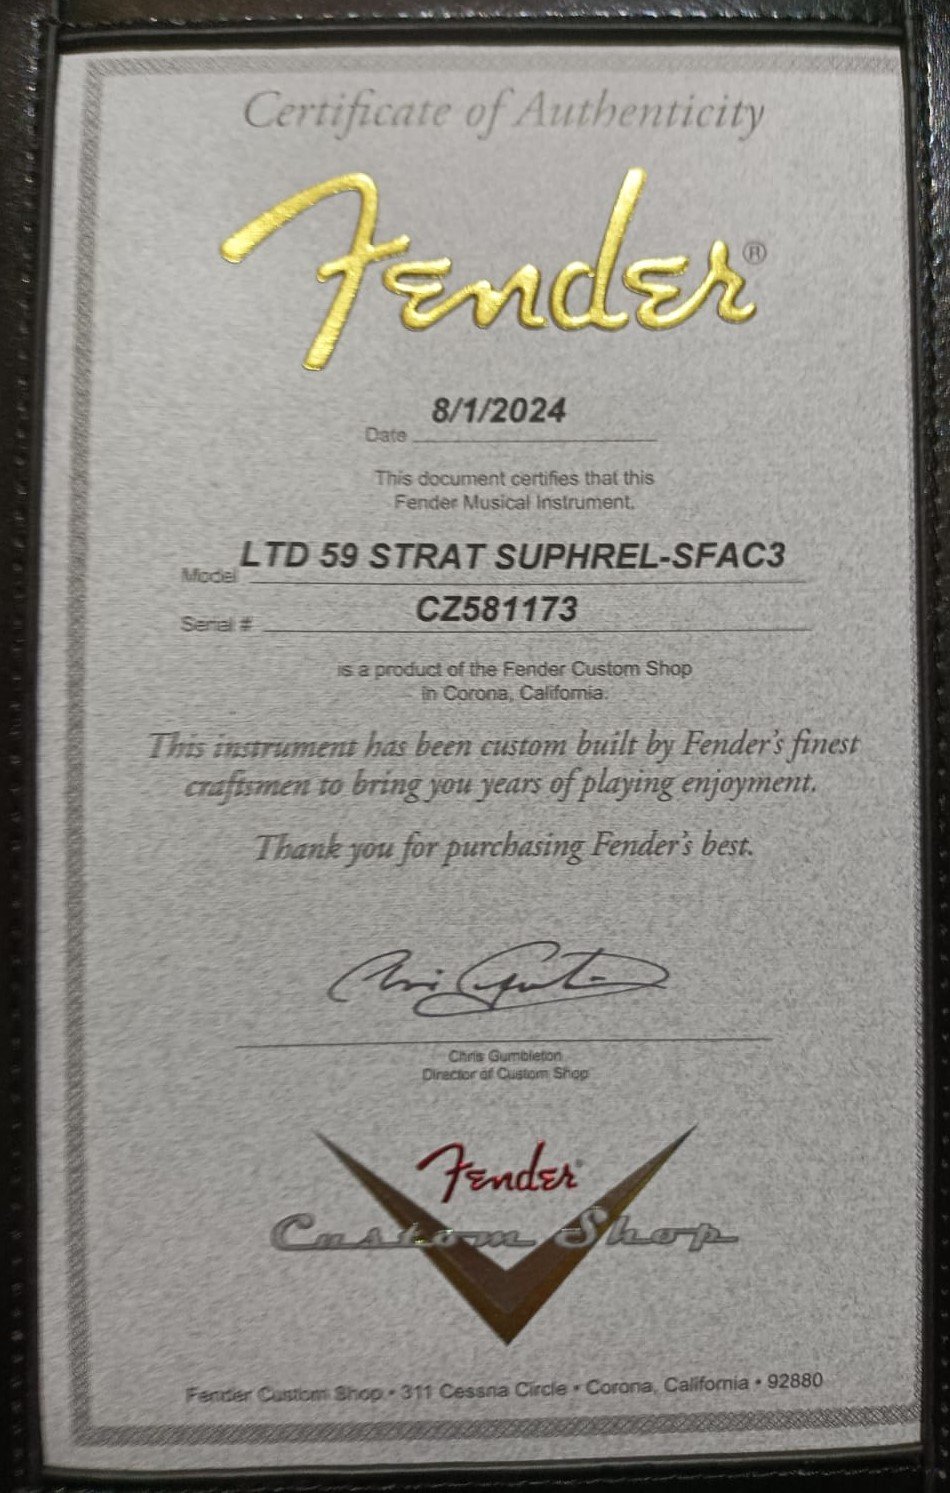 Certificate of Authenticity
Fender®
8/1/2024
Date
This document certifies that this
Fender Musical Instrument,
LTD 59 STRAT SUPHREL-SFAC3
Model
CZ581173
Serial #
is a product of the Fender Custom Shop
in Corona, California.
This instrument has been custom built by Fender's finest
craftsmen to bring you years of playing enjoyment.
Thank you for purchasing Fender's best.
Chris Gumbleton
Director of Custom Shop
Fender®
Custom Shop
Fender Custom Shop • 311 Cessna Circle • Corona, California • 92880